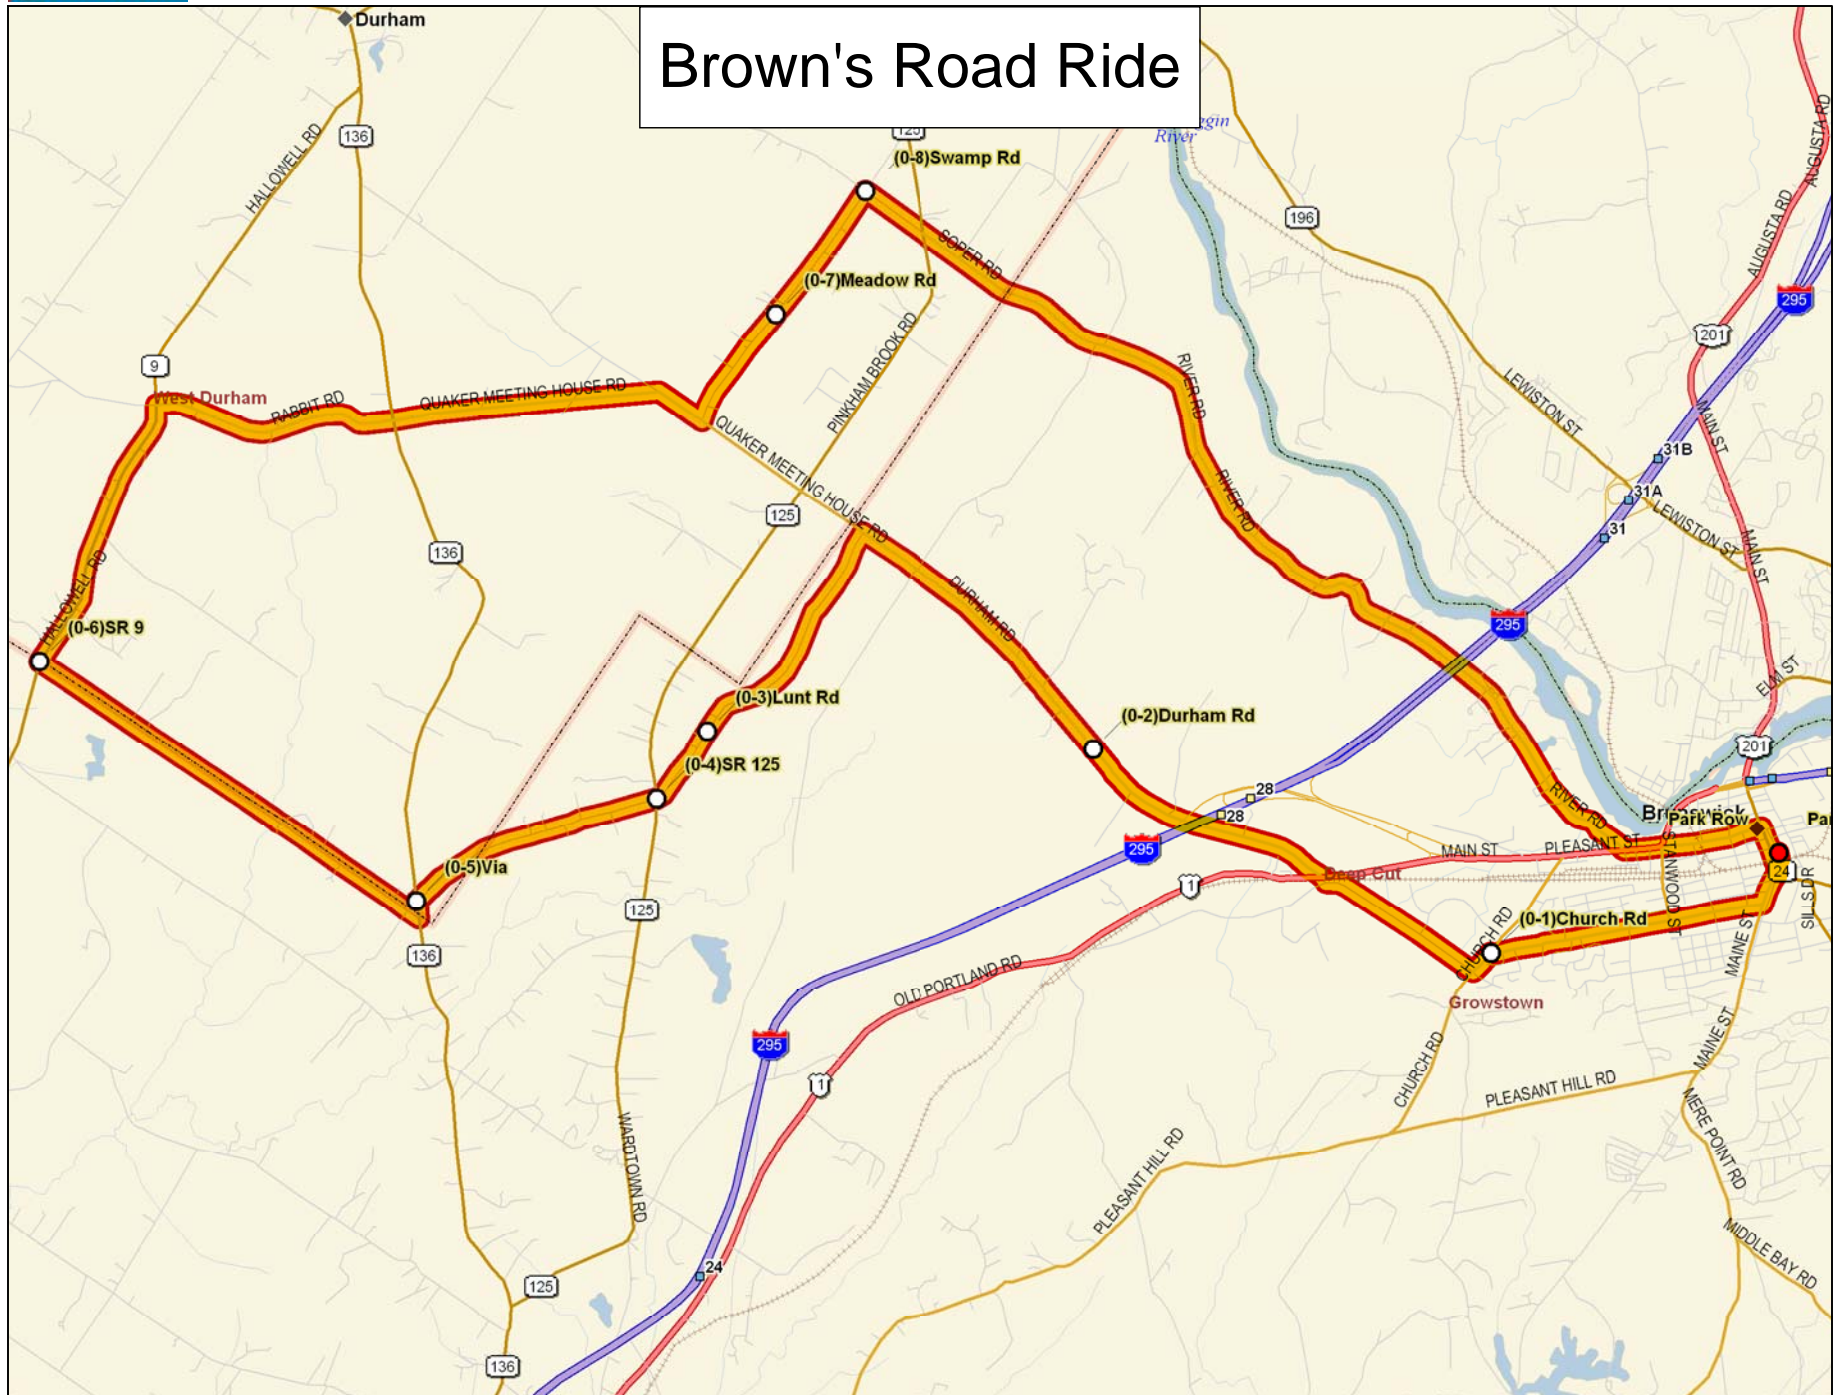 Brown's Road Ride
Durham
136
HALLOWELL RD
125
ggin
River
(0-8)Swamp Rd
196
AUGUSTA RD
AUGUSTA RD
SOPER RD
(0-7)Meadow Rd
295
201
PINKHAM BROOK RD
9
West Durham
RABBIT RD
QUAKER MEETING HOUSE RD
RIVER RD
LEWISTON ST
MAIN ST
QUAKER MEETING HOUSE RD
31B
31A
RIVER RD
LEWISTON ST
125
31
136
MAIN ST
HALLOWELL RD
DURHAM RD
(0-6)SR 9
295
ELM ST
(0-3)Lunt Rd
(0-2)Durham Rd
201
(0-4)SR 125
28
28
RIVER RD
Brunswick
Park Row
Par
295
MAIN ST
PLEASANT ST
STANWOOD ST
(0-5)Via
Deep Cut
1
24
SILLS DR
125
(0-1)Church Rd
CHURCH RD
MAINE ST
136
OLD PORTLAND RD
Growstown
295
MAINE ST
CHURCH RD
1
PLEASANT HILL RD
MERE POINT RD
WARDTOWN RD
PLEASANT HILL RD
MIDDLE BAY RD
24
125
136